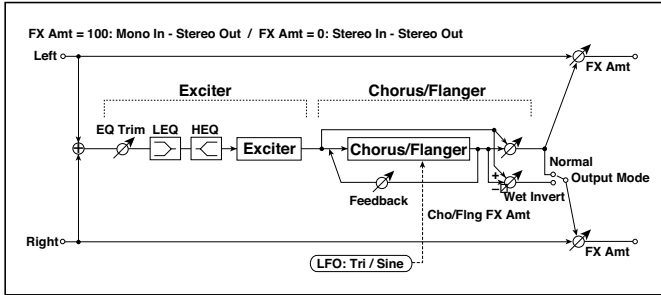 FX Amt = 100: Mono In - Stereo Out / FX Amt = 0: Stereo In - Stereo Out
Left
FX Amt
Exciter
Chorus/Flanger
EQ Trim
LEQ
HEQ
Exciter
Chorus/Flanger
Normal
Output Mode
+
−
Wet Invert
Feedback
Cho/Flng FX Amt
Right
LFO: Tri / Sine
FX Amt